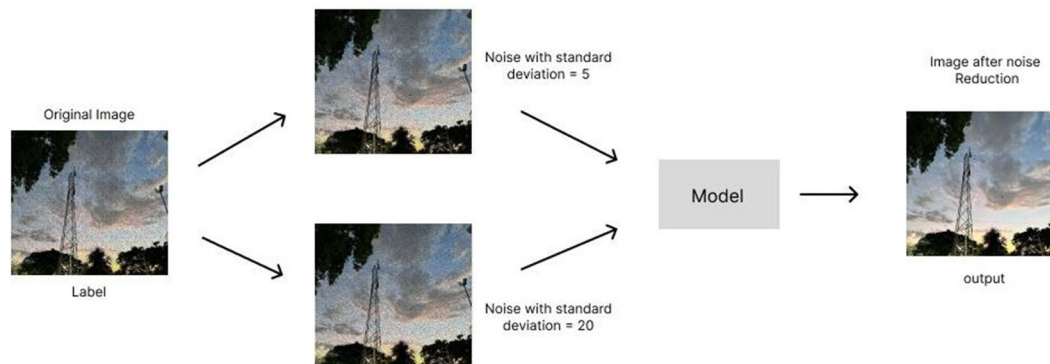 Original Image
Label
Noise with standard
deviation = 5
Noise with standard
deviation = 20
Model
Image after noise
Reduction
output